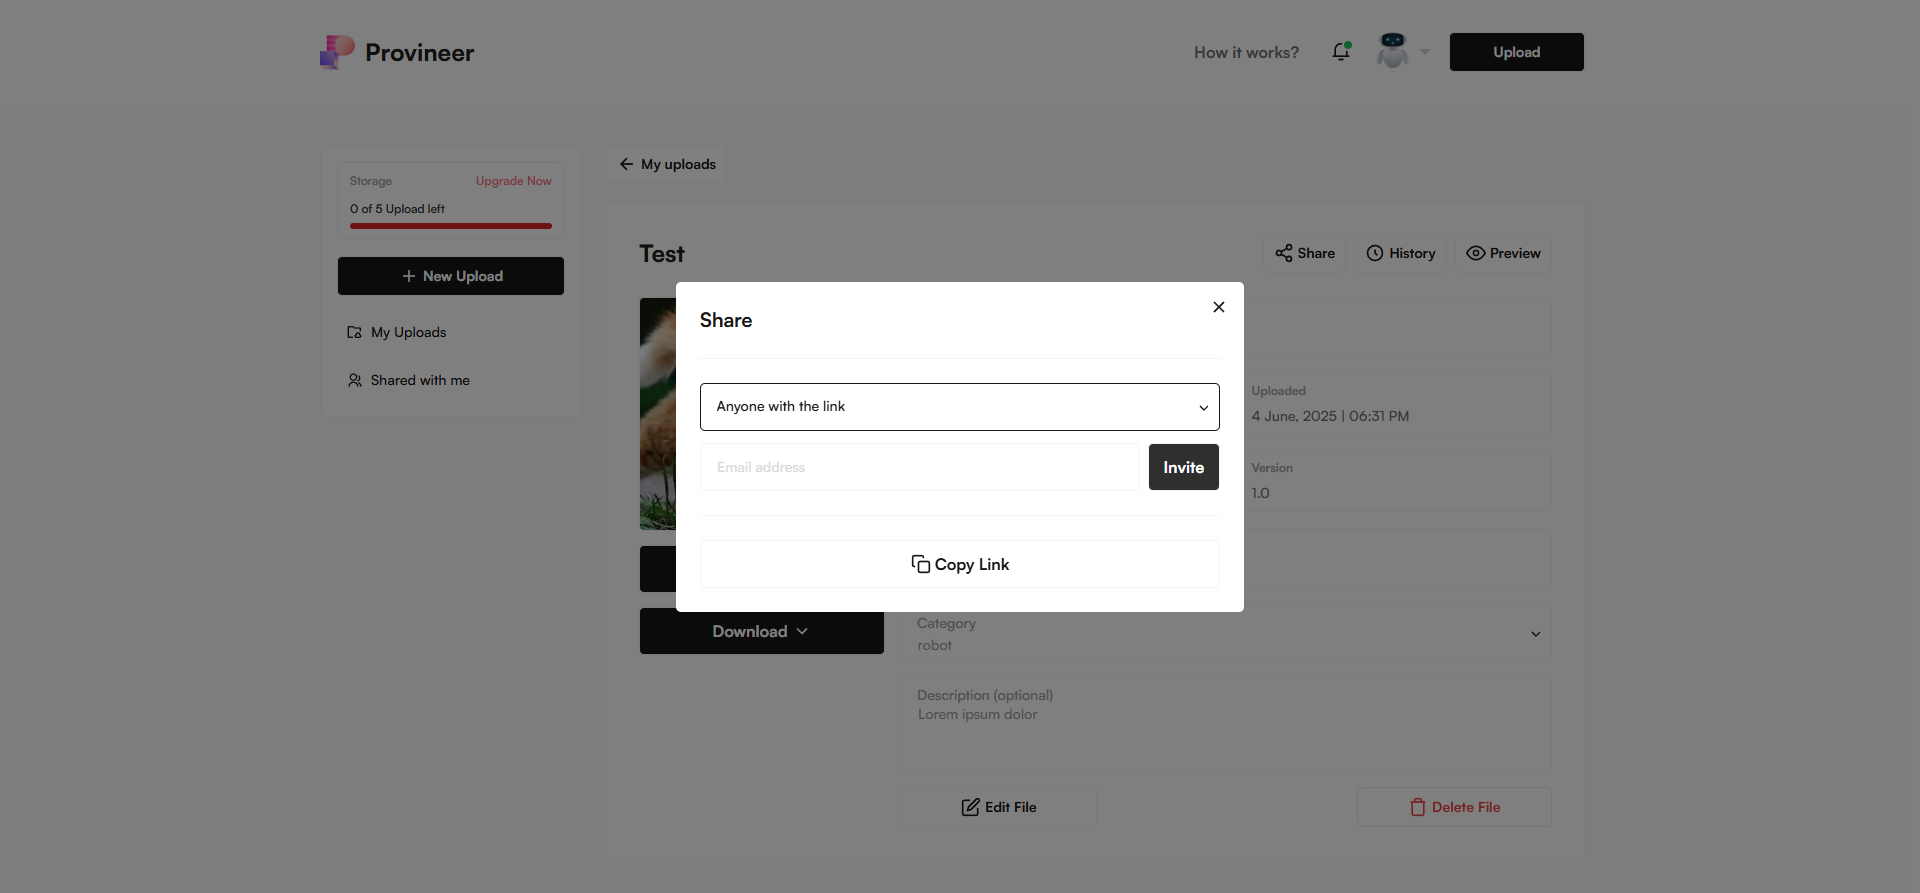 Provineer
How it works?
Upload
Storage
Upgrade Now
0 of 5 Upload left
New Upload
My Uploads
Shared with me
My uploads
Test
Share
History
Preview
Share
Anyone with the link
Email address
Invite
Copy Link
Uploaded
4 June, 2025 | 06:31 PM
Version
1.0
Download
Category
robot
Description (optional)
Lorem ipsum dolor
Edit File
Delete File